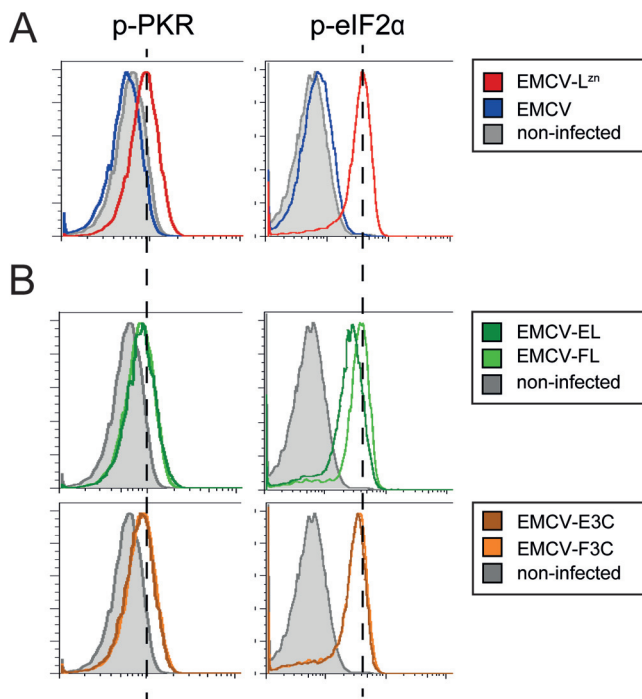 A
p-PKR
p-eIF2α
EMCV-Lᶻⁿ
EMCV
non-infected
B
EMCV-EL
EMCV-FL
non-infected
EMCV-E3C
EMCV-F3C
non-infected